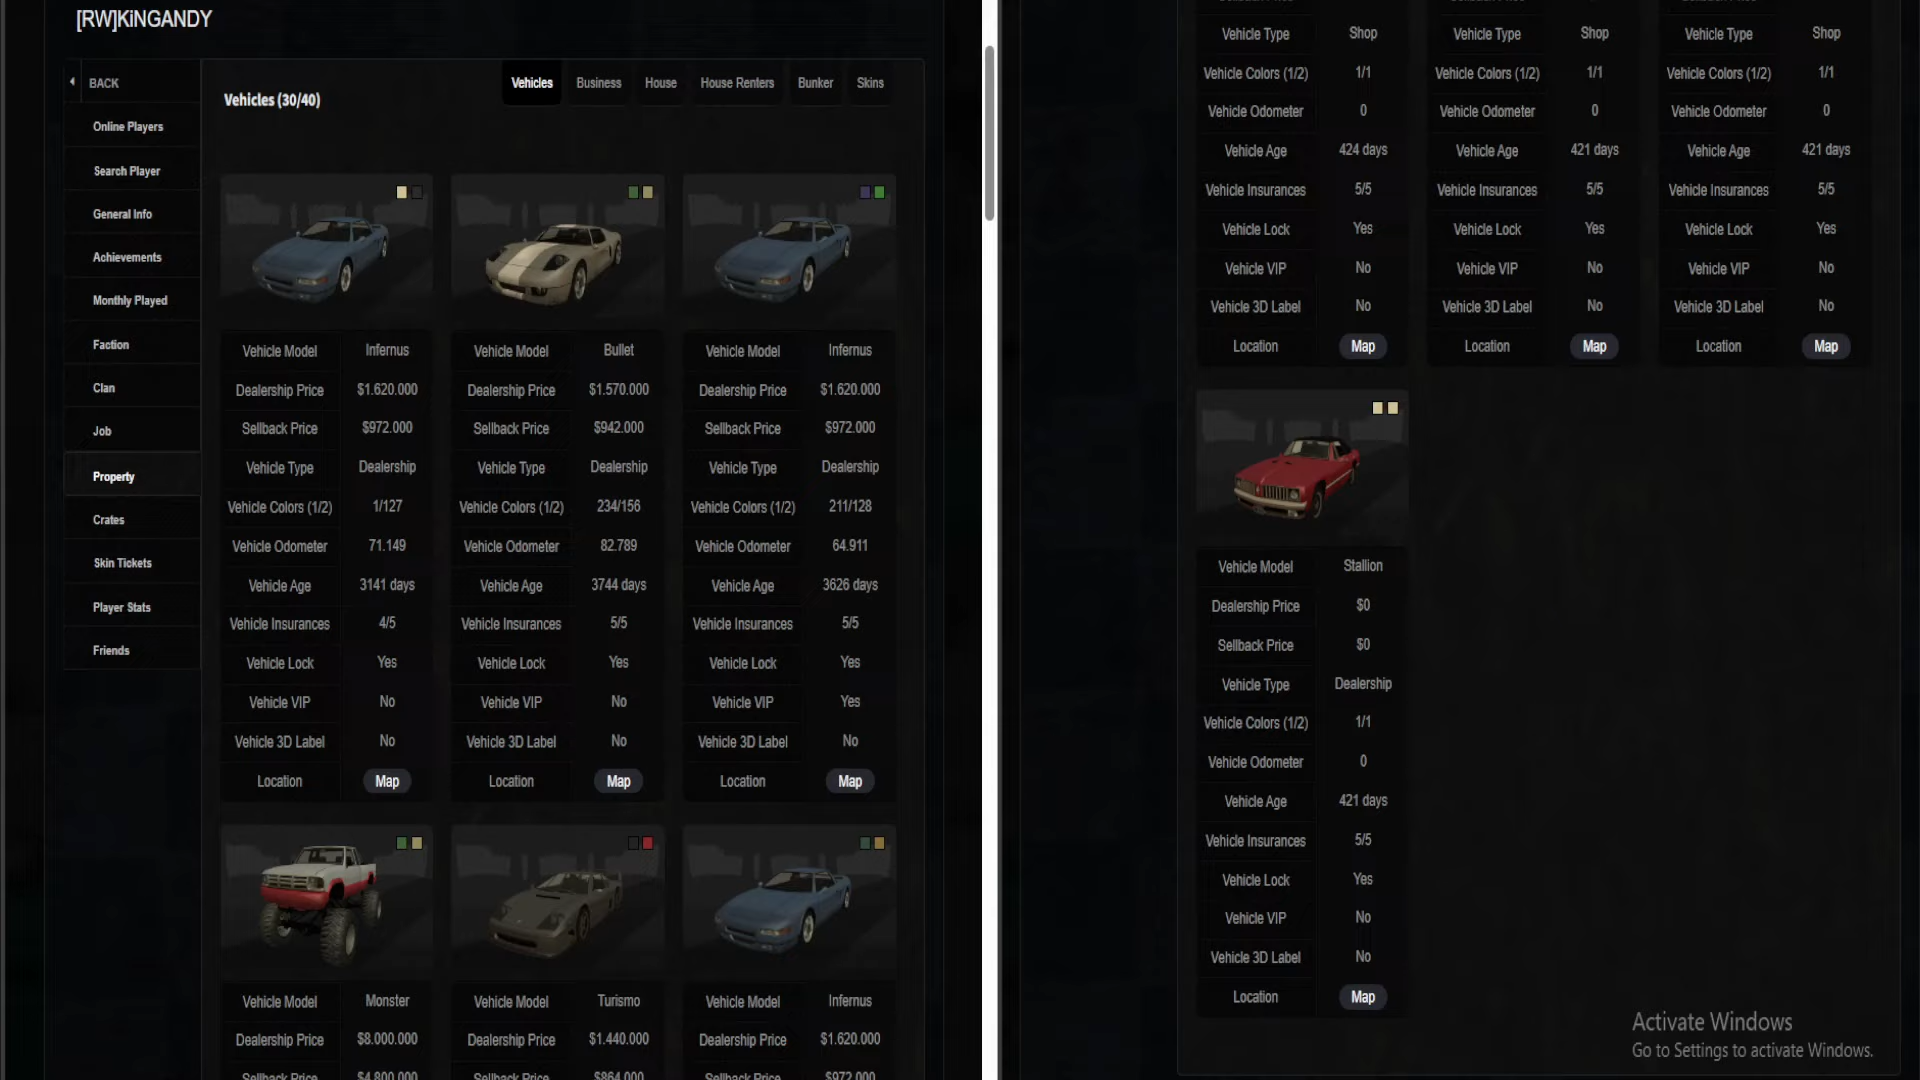 [RW]KiNGANDY
BACK
Online Players
Search Player
General Info
Achievements
Monthly Played
Faction
Clan
Job
Property
Crates
Skin Tickets
Player Stats
Friends
Vehicles (30/40)
Vehicles Business House House Renters Bunker Skins
Vehicle Model Infernus
Dealership Price $1.620.000
Sellback Price $972.000
Vehicle Type Dealership
Vehicle Colors (1/2) 1/127
Vehicle Odometer 71.149
Vehicle Age 3141 days
Vehicle Insurances 4/5
Vehicle Lock Yes
Vehicle VIP No
Vehicle 3D Label No
Location Map
Vehicle Model Bullet
Dealership Price $1.570.000
Sellback Price $942.000
Vehicle Type Dealership
Vehicle Colors (1/2) 234/156
Vehicle Odometer 82.789
Vehicle Age 3744 days
Vehicle Insurances 5/5
Vehicle Lock Yes
Vehicle VIP No
Vehicle 3D Label No
Location Map
Vehicle Model Infernus
Dealership Price $1.620.000
Sellback Price $972.000
Vehicle Type Dealership
Vehicle Colors (1/2) 211/128
Vehicle Odometer 64.911
Vehicle Age 3626 days
Vehicle Insurances 5/5
Vehicle Lock Yes
Vehicle VIP Yes
Vehicle 3D Label No
Location Map
Vehicle Model Monster
Dealership Price $8.000.000
Sellback Price $4.800.000
Vehicle Model Turismo
Dealership Price $1.440.000
Sellback Price $864.000
Vehicle Model Infernus
Dealership Price $1.620.000
Sellback Price $972.000
Vehicle Type Shop
Vehicle Colors (1/2) 1/1
Vehicle Odometer 0
Vehicle Age 424 days
Vehicle Insurances 5/5
Vehicle Lock Yes
Vehicle VIP No
Vehicle 3D Label No
Location Map
Vehicle Type Shop
Vehicle Colors (1/2) 1/1
Vehicle Odometer 0
Vehicle Age 421 days
Vehicle Insurances 5/5
Vehicle Lock Yes
Vehicle VIP No
Vehicle 3D Label No
Location Map
Vehicle Type Shop
Vehicle Colors (1/2) 1/1
Vehicle Odometer 0
Vehicle Age 421 days
Vehicle Insurances 5/5
Vehicle Lock Yes
Vehicle VIP No
Vehicle 3D Label No
Location Map
Vehicle Model Stallion
Dealership Price $0
Sellback Price $0
Vehicle Type Dealership
Vehicle Colors (1/2) 1/1
Vehicle Odometer 0
Vehicle Age 421 days
Vehicle Insurances 5/5
Vehicle Lock Yes
Vehicle VIP No
Vehicle 3D Label No
Location Map
Activate Windows
Go to Settings to activate Windows.